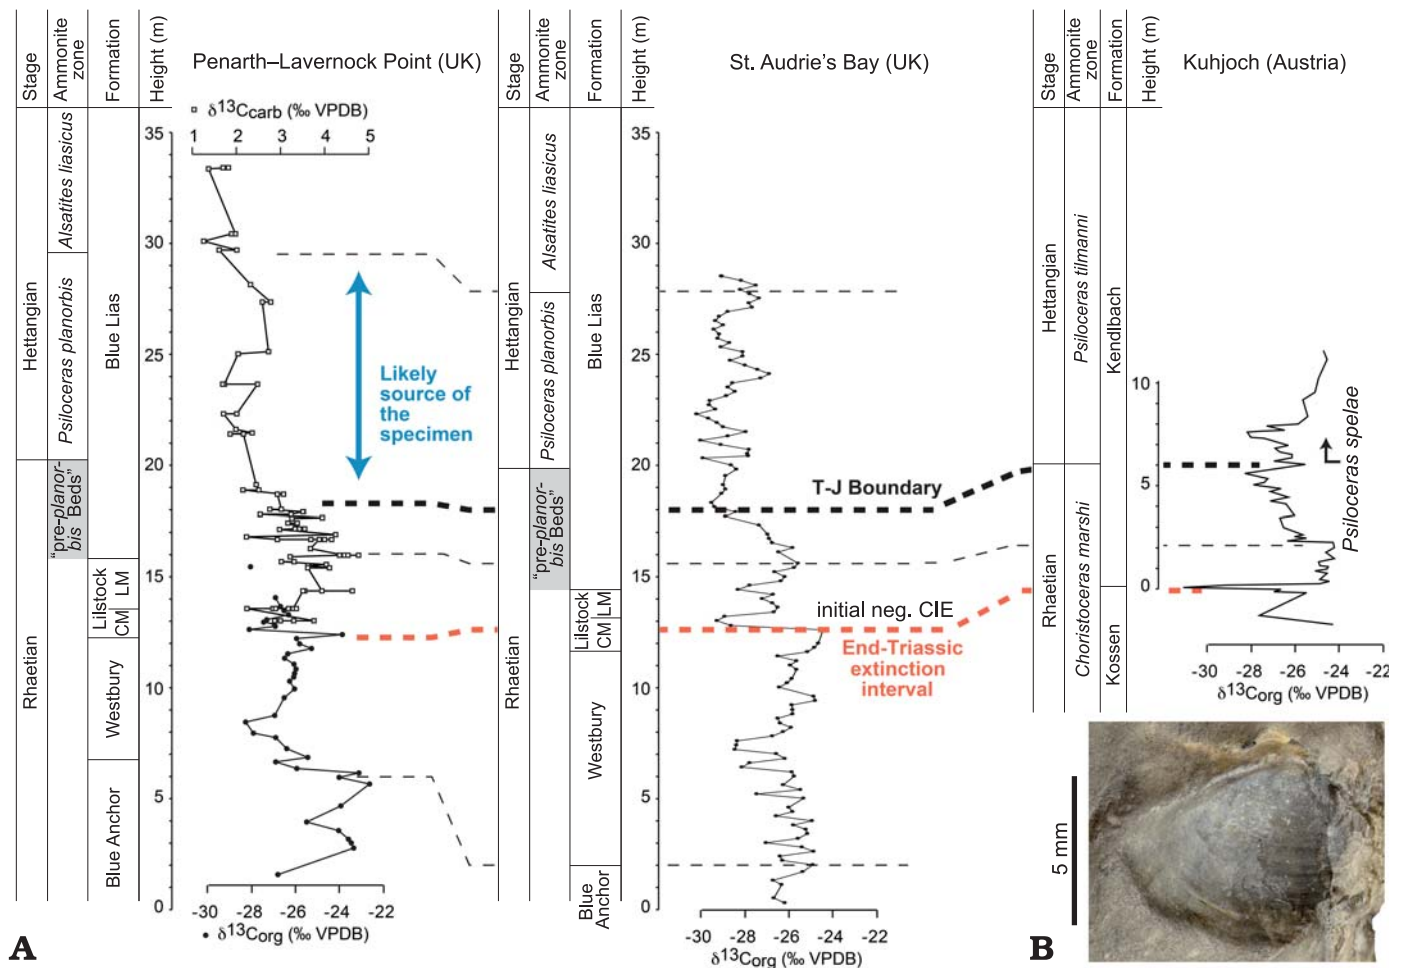 Stage
Ammonite
zone
Formation
Height (m)
Penarth–Lavernock Point (UK)
Stage
Ammonite
zone
Formation
Height (m)
St. Audrie's Bay (UK)
Stage
Ammonite
zone
Formation
Height (m)
Kuhjoch (Austria)
δ13Ccarb (‰ VPDB)
1 2 3 4 5
Hettangian
Rhaetian
Alsatites liasicus
Psiloceras planorbis
"pre-planor-
bis Beds"
Blue Lias
Lilstock
LM
CM
Westbury
Blue Anchor
35
30
25
20
15
10
5
0
Likely
source of
the
specimen
-30 -28 -26 -24 -22
δ13Corg (‰ VPDB)
Hettangian
Rhaetian
Alsatites liasicus
Psiloceras planorbis
"pre-planor-
bis Beds"
Blue Lias
Lilstock
LM
CM
Westbury
Blue
Anchor
35
30
25
20
15
10
5
0
T-J Boundary
initial neg. CIE
End-Triassic
extinction
interval
-30 -28 -26 -24 -22
δ13Corg (‰ VPDB)
Hettangian
Rhaetian
Psiloceras tilmanni
Choristoceras marshi
Kendlbach
Kossen
10
5
0
Psiloceras spelae
-30 -28 -26 -24 -22
δ13Corg (‰ VPDB)
5 mm
A
B